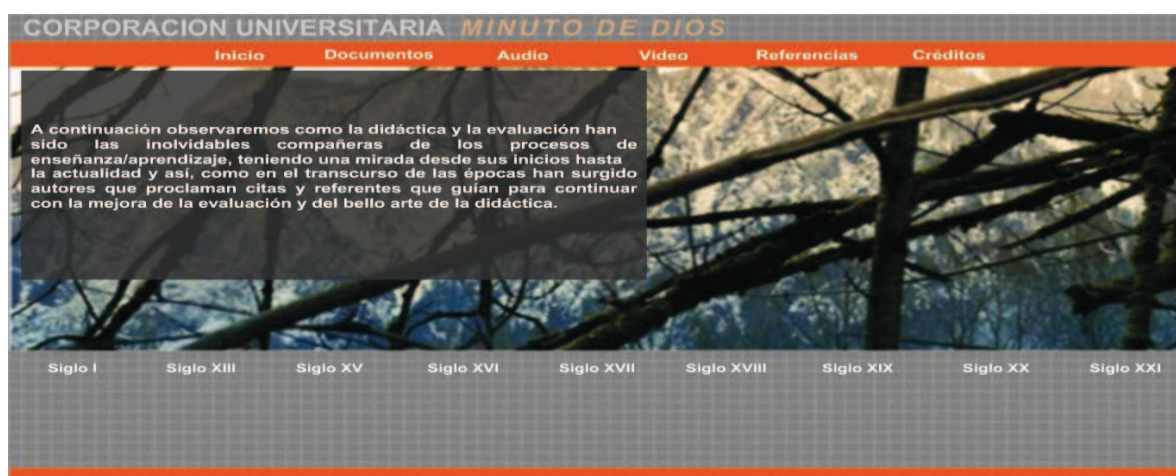 CORPORACION UNIVERSITARIA MINUTO DE DIOS
Inicio Documentos Audio Video Referencias Créditos
A continuación observaremos como la didáctica y la evaluación han
sido las inolvidables compañeras de los procesos de
enseñanza/aprendizaje, teniendo una mirada desde sus inicios hasta
la actualidad y así, como en el transcurso de las épocas han surgido
autores que proclaman citas y referentes que guían para continuar
con la mejora de la evaluación y del bello arte de la didáctica.
Siglo I Siglo XIII Siglo XV Siglo XVI Siglo XVII Siglo XVIII Siglo XIX Siglo XX Siglo XXI